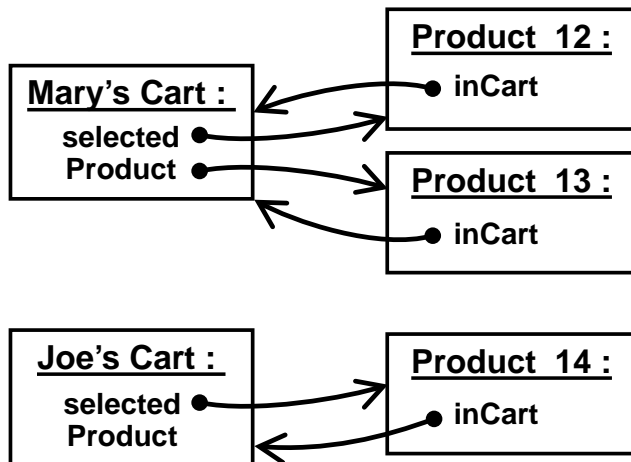 Mary's Cart :
selected
Product
Product 12 :
inCart
Product 13 :
inCart
Joe's Cart :
selected
Product
Product 14 :
inCart